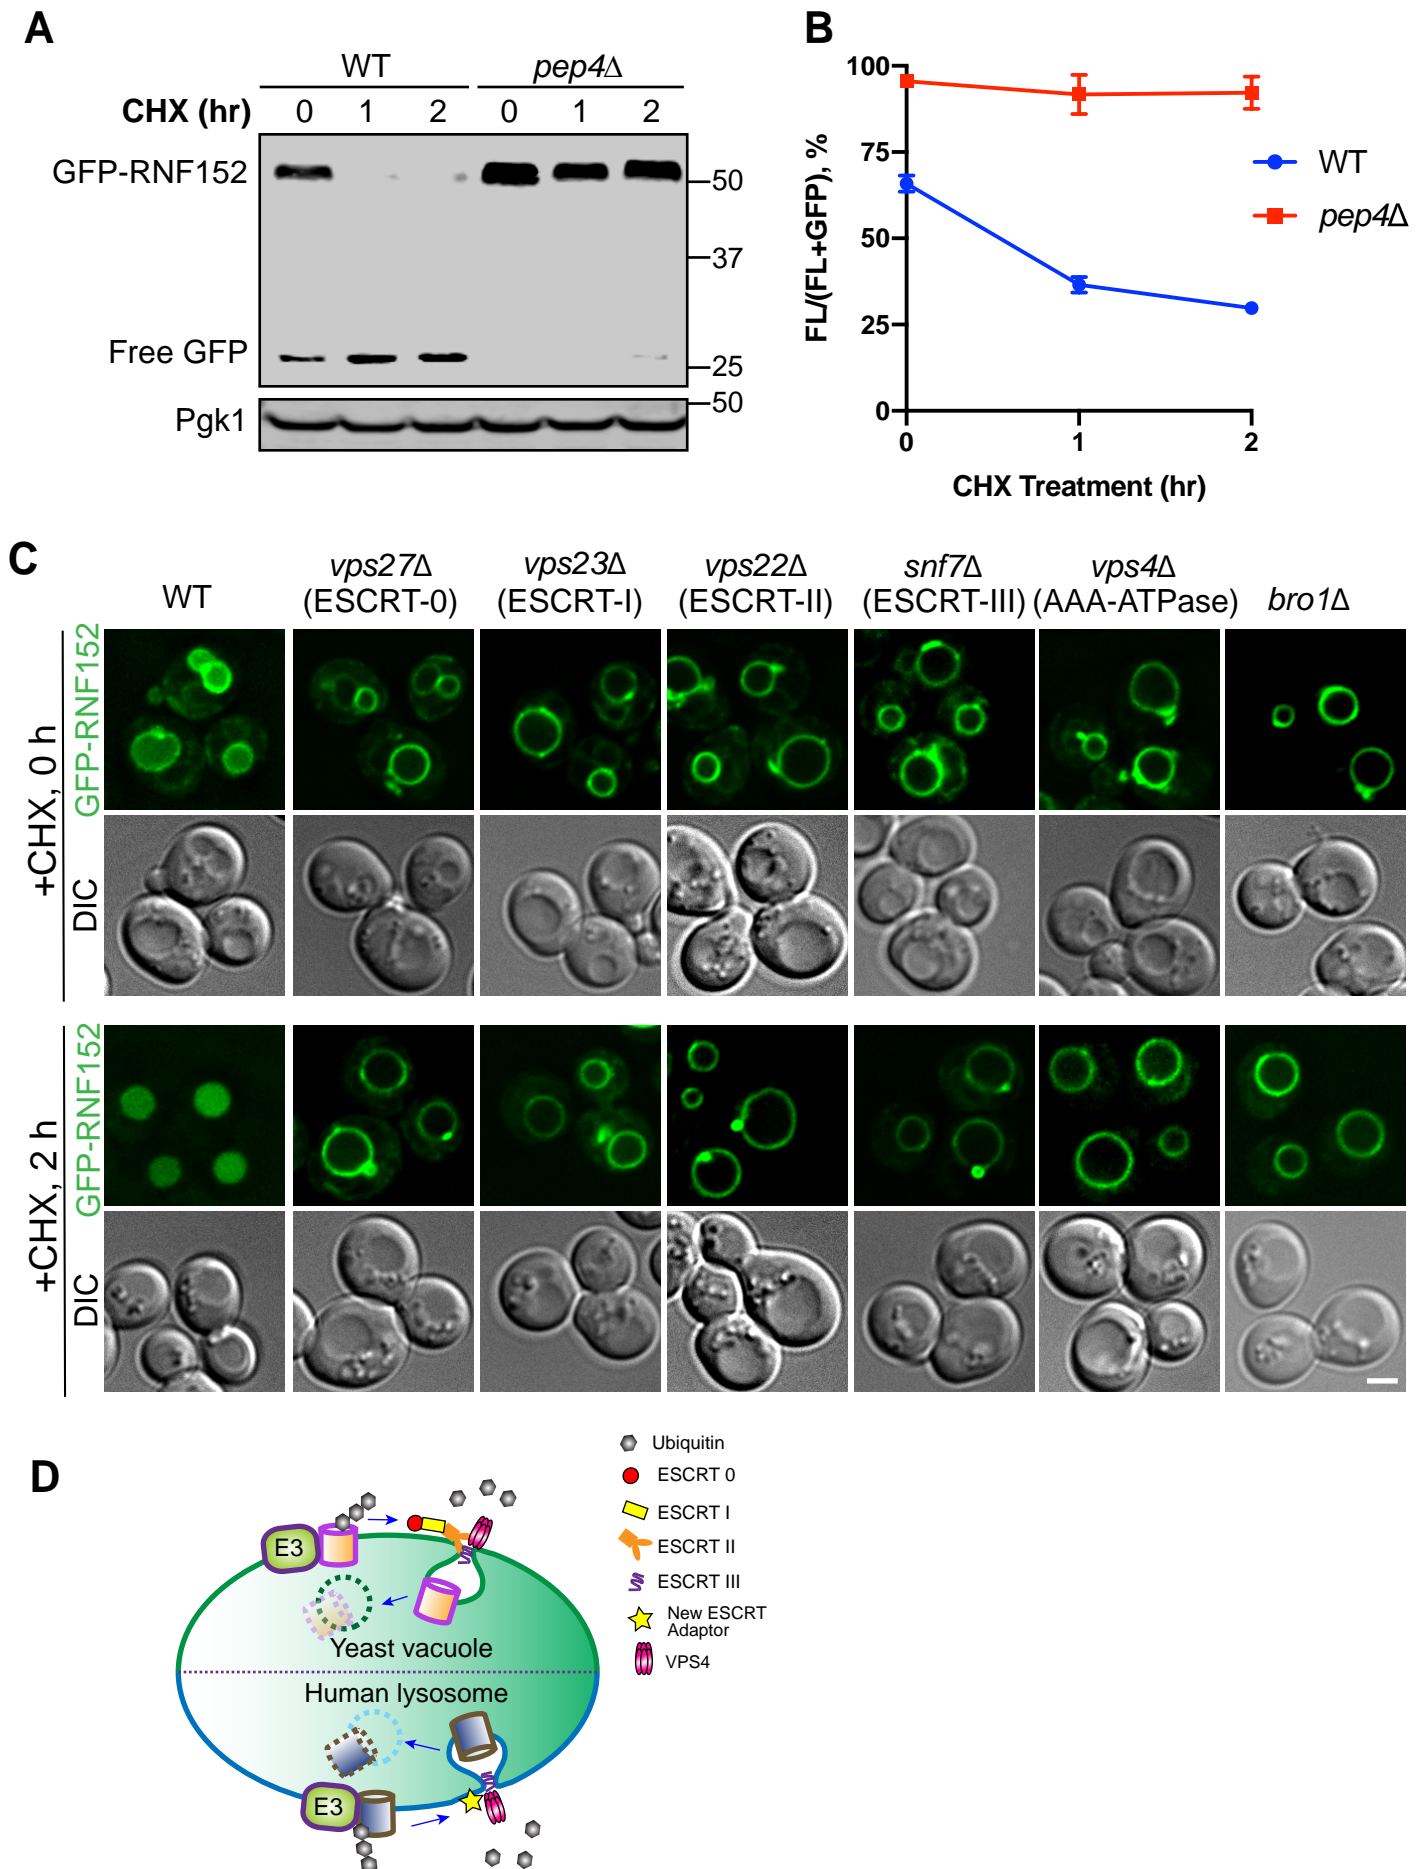 A
WT
pep4Δ
CHX (hr)
0
1
2
0
1
2
GFP-RNF152
50
37
Free GFP
25
50
Pgk1
B
100
75
50
25
0
FL/(FL+GFP), %
0
1
2
CHX Treatment (hr)
WT
pep4Δ
C
WT
vps27Δ
(ESCRT-0)
vps23Δ
(ESCRT-I)
vps22Δ
(ESCRT-II)
snf7Δ
(ESCRT-III)
vps4Δ
(AAA-ATPase)
bro1Δ
+CHX, 0 h
GFP-RNF152
DIC
+CHX, 2 h
GFP-RNF152
DIC
D
Ubiquitin
ESCRT 0
ESCRT I
ESCRT II
ESCRT III
New ESCRT
Adaptor
VPS4
E3
Yeast vacuole
Human lysosome
E3